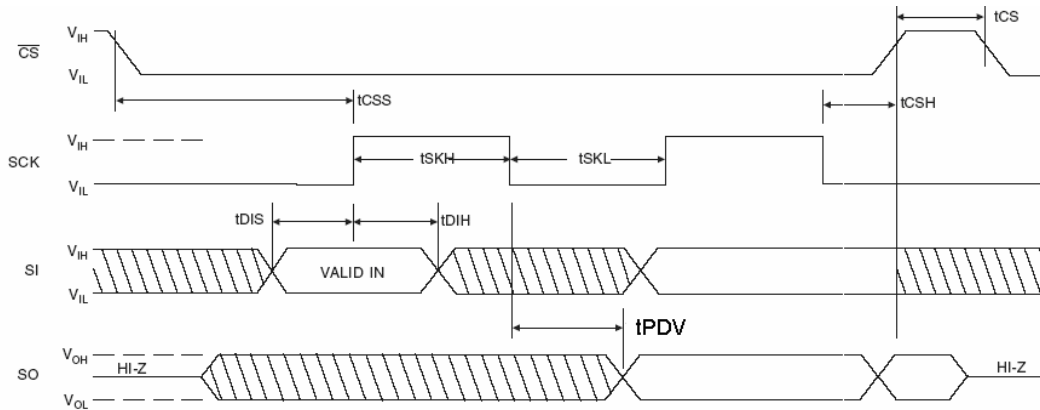 tCS
V_IH
CS
V_IL
tCSS
tCSH
V_IH
SCK
tSKH
tSKL
V_IL
tDIS
tDIH
V_IH
SI
VALID IN
V_IL
tPDV
V_OH
SO
HI-Z
HI-Z
V_OL